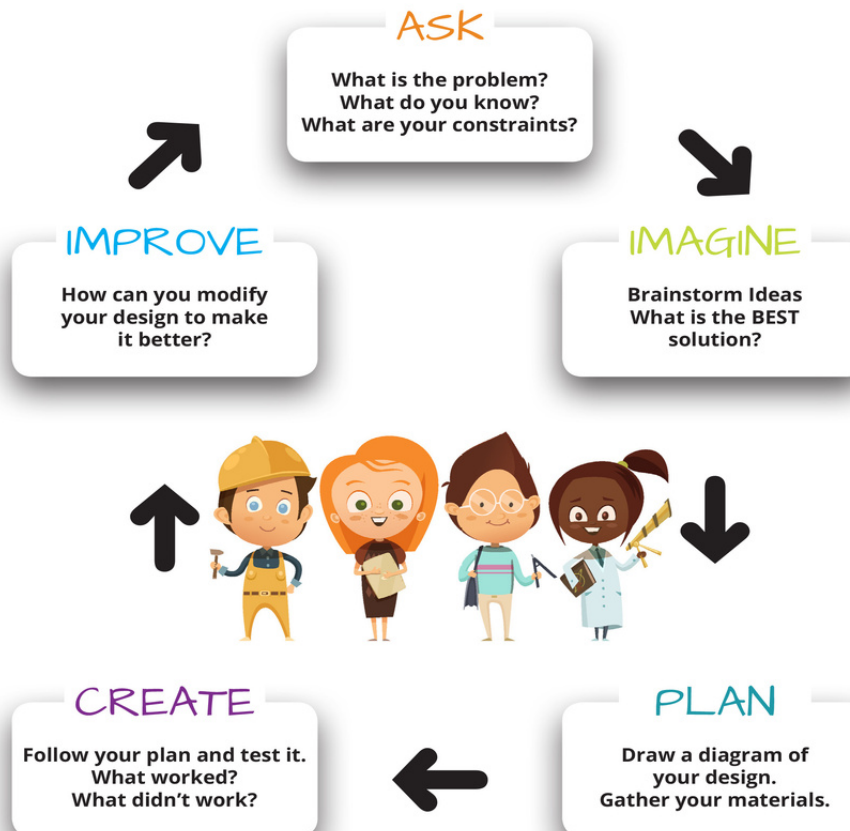 ASK
What is the problem?
What do you know?
What are your constraints?
IMAGINE
Brainstorm Ideas
What is the BEST
solution?
PLAN
Draw a diagram of
your design.
Gather your materials.
CREATE
Follow your plan and test it.
What worked?
What didn’t work?
IMPROVE
How can you modify
your design to make
it better?